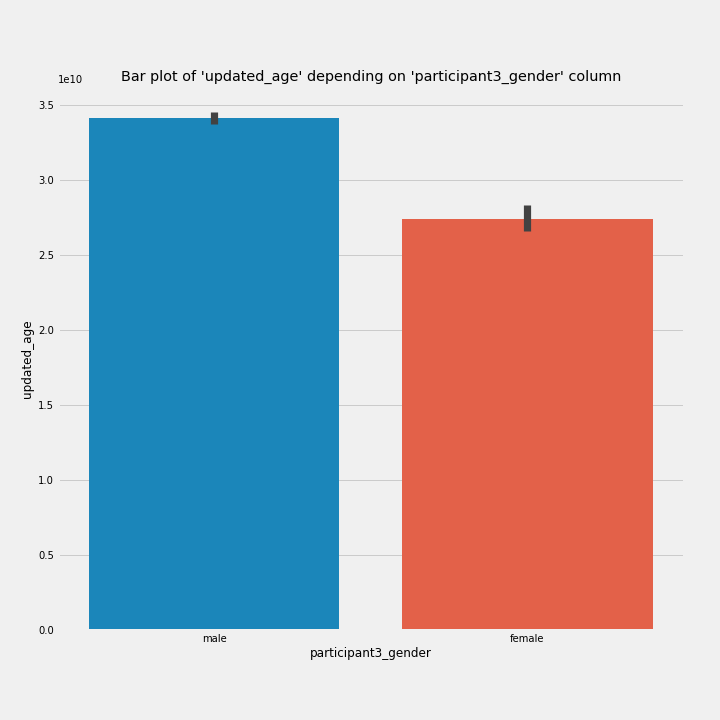 Bar plot of 'updated_age' depending on 'participant3_gender' column
1e10
3.5
3.0
2.5
2.0
1.5
1.0
0.5
0.0
updated_age
male female
participant3_gender